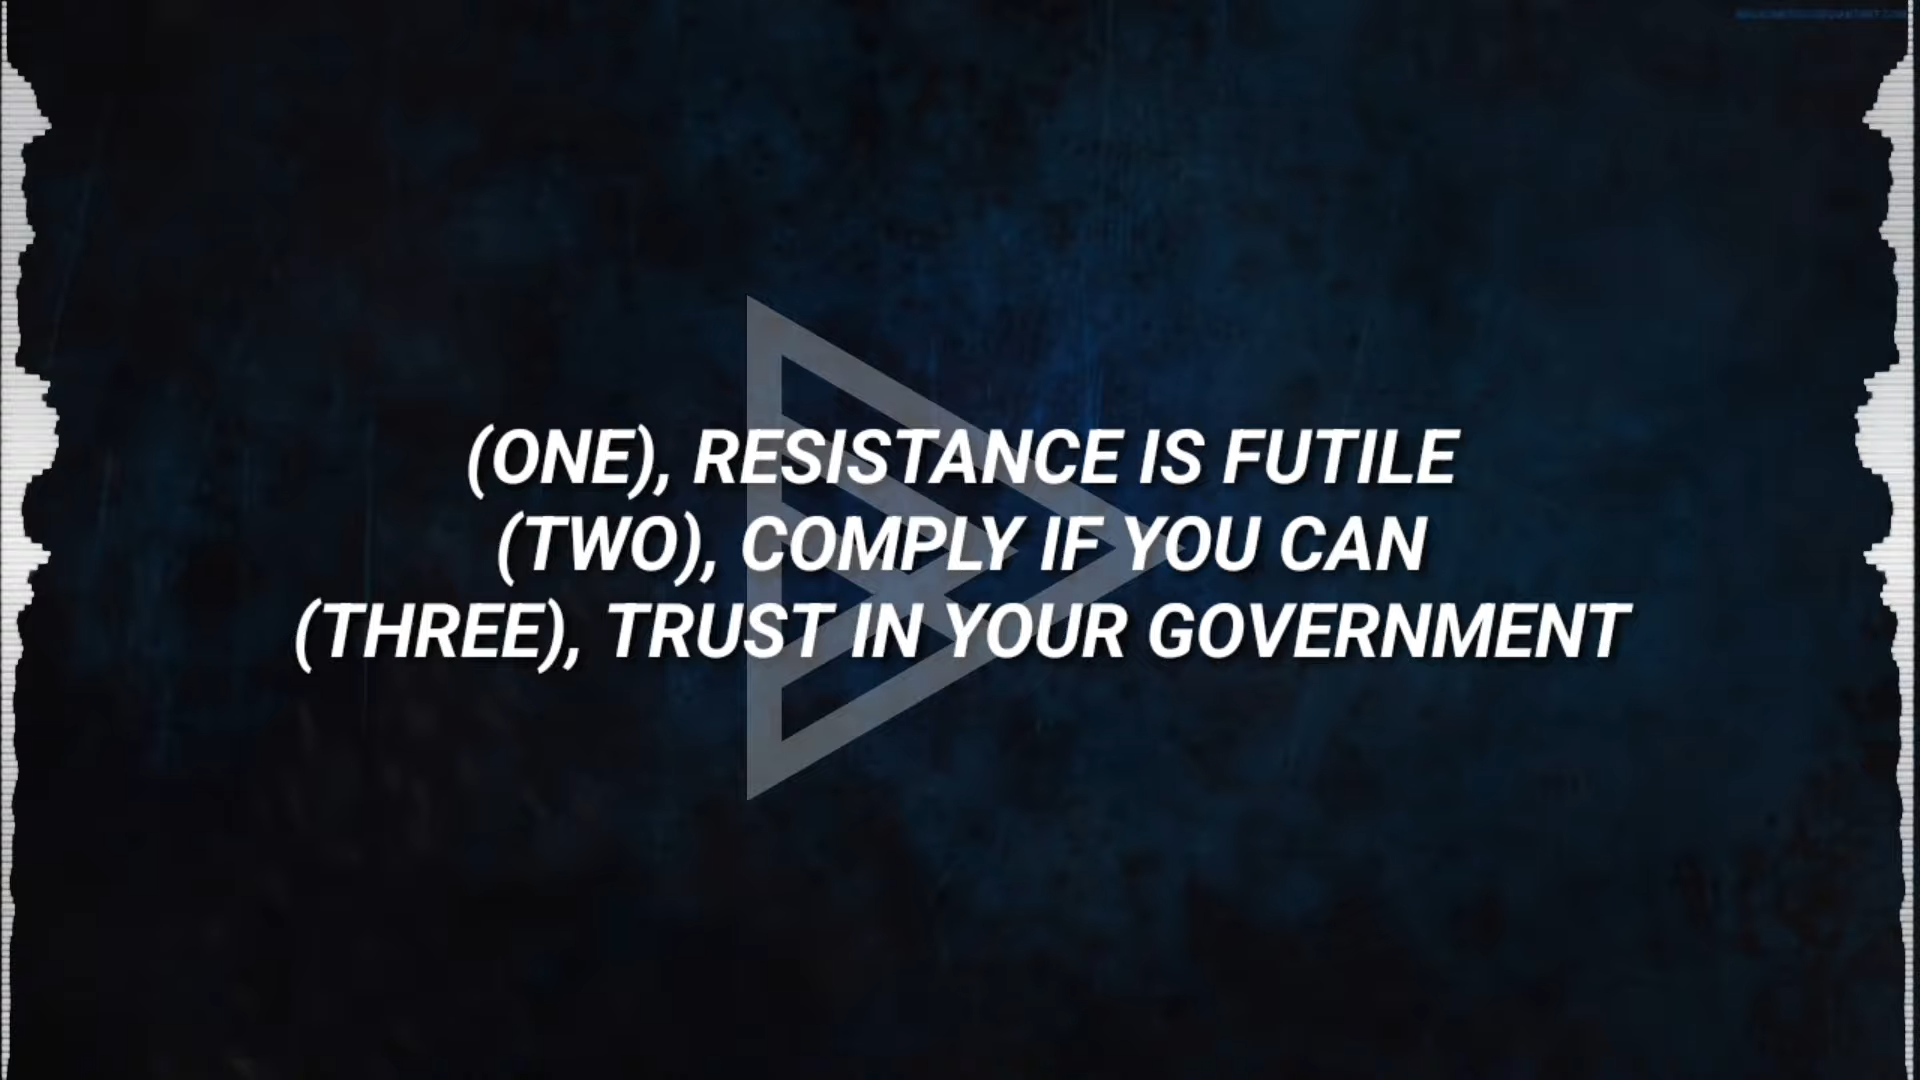 (ONE), RESISTANCE IS FUTILE
(TWO), COMPLY IF YOU CAN
(THREE), TRUST IN YOUR GOVERNMENT